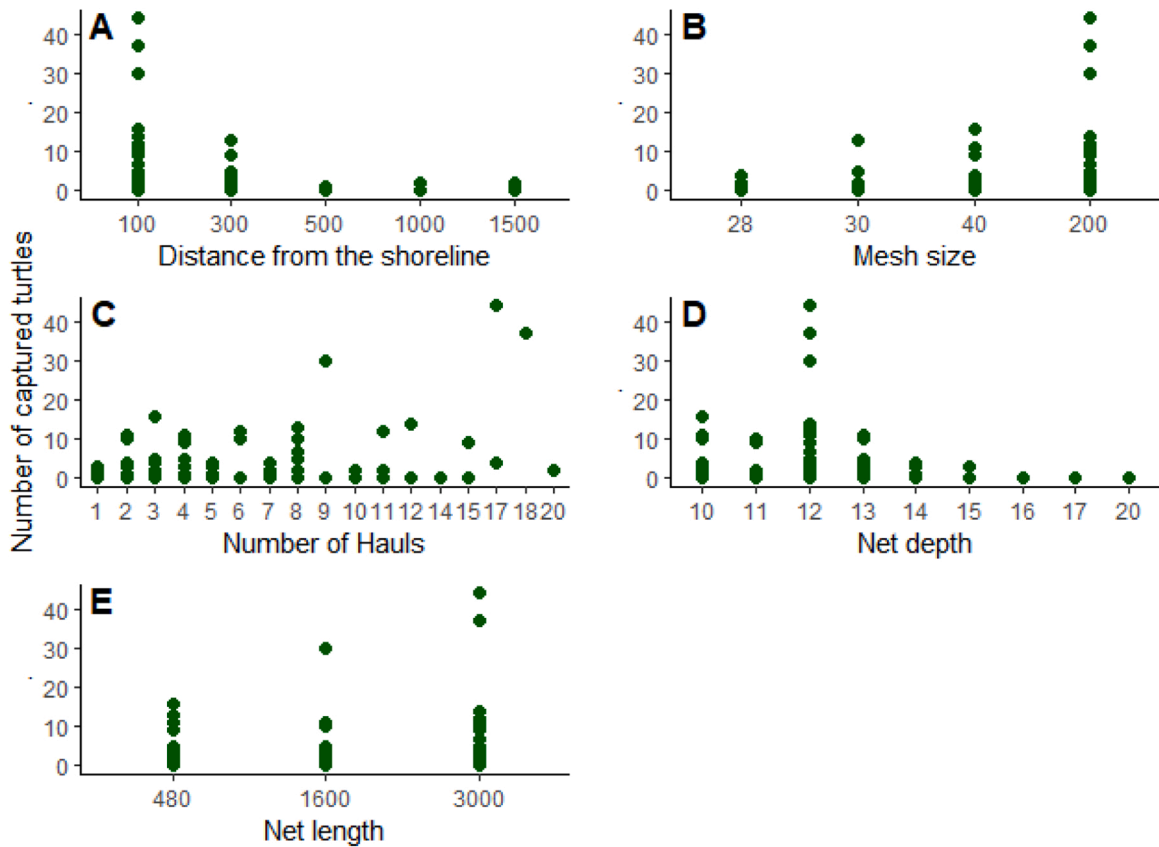 Number of captured turtles
A
40
30
20
10
0
100 300 500 1000 1500
Distance from the shoreline
B
40
30
20
10
0
28 30 40 200
Mesh size
C
40
30
20
10
0
1 2 3 4 5 6 7 8 9 10 11 12 14 15 17 18 20
Number of Hauls
D
40
30
20
10
0
10 11 12 13 14 15 16 17 20
Net depth
E
40
30
20
10
0
480 1600 3000
Net length